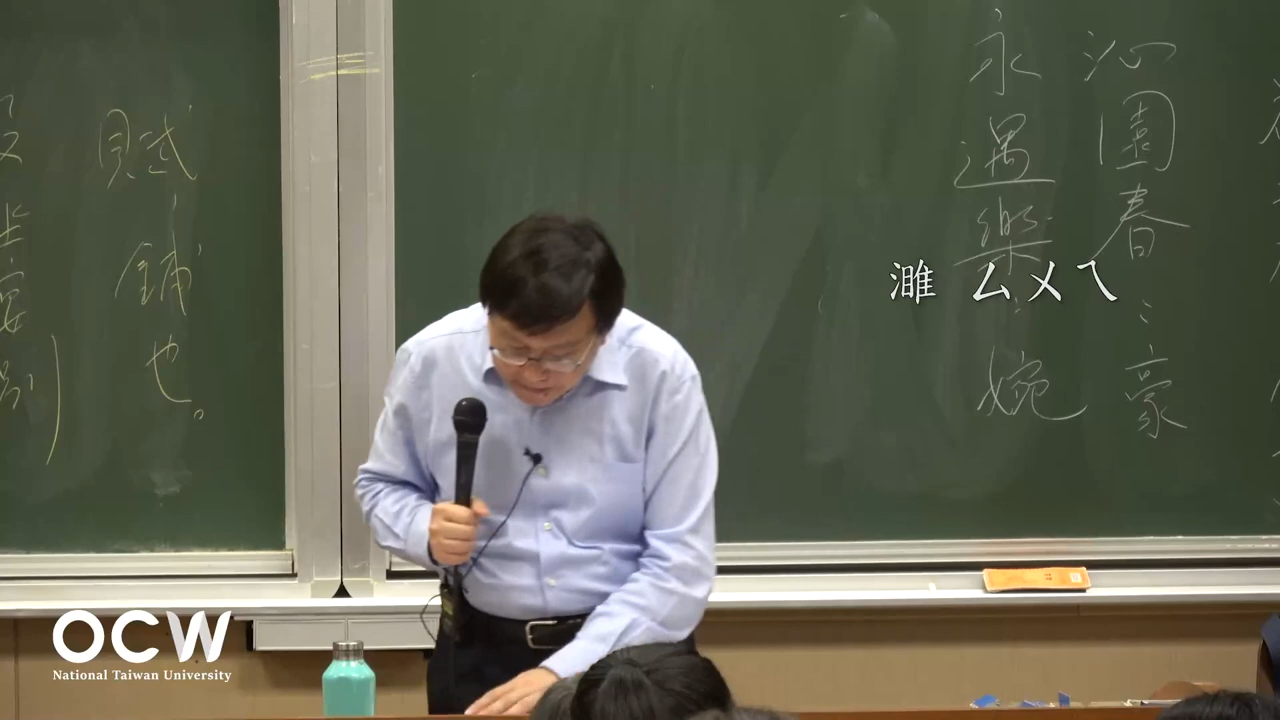 沁園春：豪
永遇樂：婉
賦、鋪也。
濉 ㄙㄨㄟ
OCW
National Taiwan University